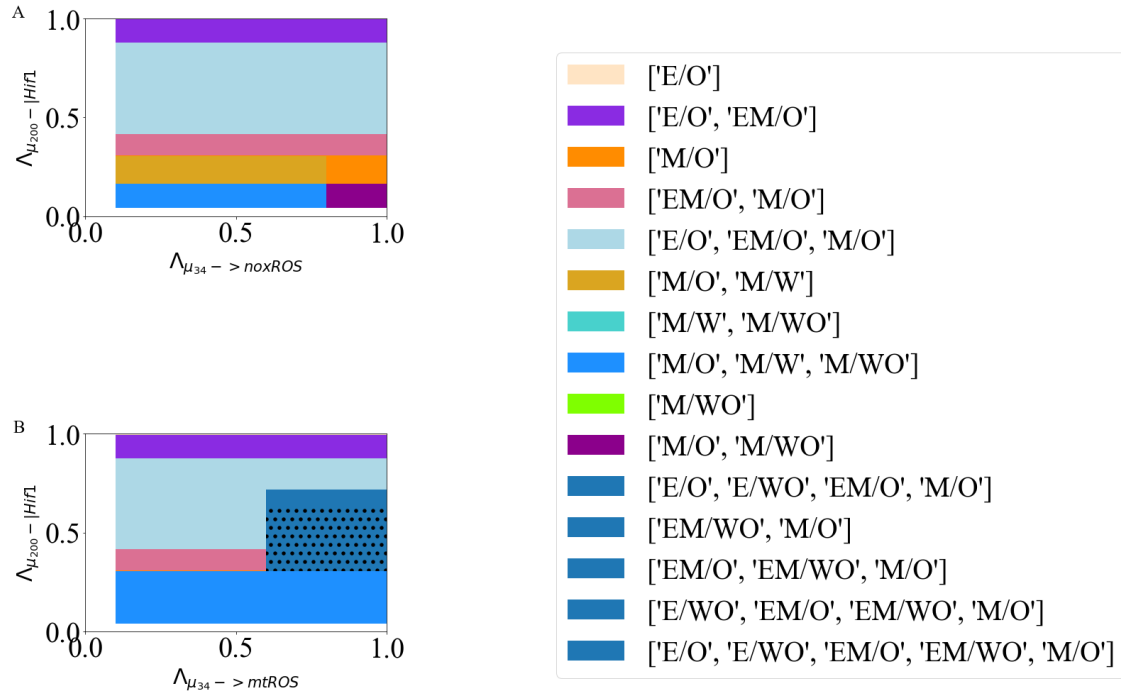 A
1.0
0.5
0.0
Λμ200 − |Hif1
0.0
0.5
1.0
Λμ34 − > noxROS
B
1.0
0.5
0.0
Λμ200 − |Hif1
0.0
0.5
1.0
Λμ34 − > mtROS
['E/O']
['E/O', 'EM/O']
['M/O']
['EM/O', 'M/O']
['E/O', 'EM/O', 'M/O']
['M/O', 'M/W']
['M/W', 'M/WO']
['M/O', 'M/W', 'M/WO']
['M/WO']
['M/O', 'M/WO']
['E/O', 'E/WO', 'EM/O', 'M/O']
['EM/WO', 'M/O']
['EM/O', 'EM/WO', 'M/O']
['E/WO', 'EM/O', 'EM/WO', 'M/O']
['E/O', 'E/WO', 'EM/O', 'EM/WO', 'M/O']